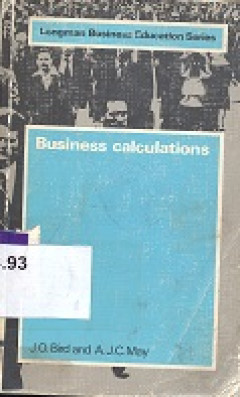 Longman Business Education Series
Business calculations
.93
J.O. Bird and A.J.C. May